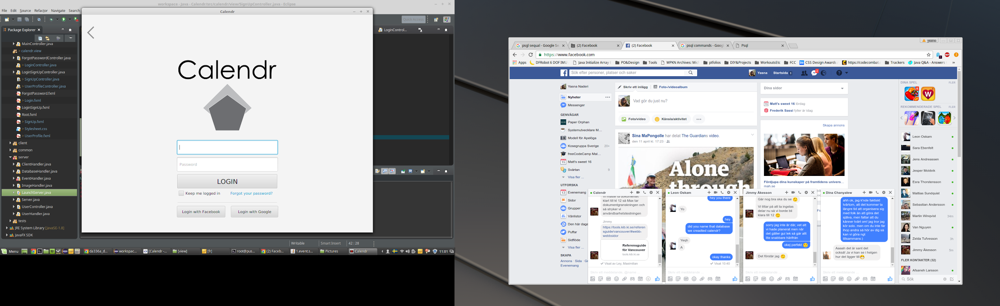 workspace - Java - Calendr/src/calendr/view/SignUpController.java - Eclipse
File Edit Source Refactor Navigate Search
Calendr
Quick Access
Package Explorer
LoginControl...
MainController.java
> calendr.view
ForgotPasswordController.java
> LoginController.java
LoginSignUpController.java
> SignUpController.java
> UserProfileController.java
ForgotPassword.fxml
> Login.fxml
LoginSignUp.fxml
Root.fxml
> SignUp.fxml
> Stylesheet.css
> UserProfile.fxml
client
common
server
ClientHandler.java
DatabaseHandler.java
EventHandler.java
ImageHandler.java
LaunchServer.java
Server.java
UserController.java
UserHandler.java
tests
JRE System Library [JavaSE-1.8]
JavaFX SDK
Calendr
Password
LOGIN
Keep me logged in
Forgot your password?
Login with Facebook
Login with Google
Writable
Smart Insert
42 : 28
Menu
da336a_d...
workspac...
[Calendr -...
[view]
[fr]
root@pus...
(2) Faceb...
1.event.s...
Pictures
Calendr
11:01
yasna
psgl sequal - Google Se
(2) Facebook
(2) Facebook
psql commands - Googl
Psql
https://www.facebook.com
Apps
DFRobot 6 DOF IMU
Java Initialize Array E
PO&Design
Tools
WPKN Archives: Mic
ptfolios
DIY&Projects
WorkoutsEtc
FCC
CSS Design Awards
https://codecombat.c
Trackers
Java Q&A - Answers
»
Sök efter personer, platser och saker
Yasna
Startsida 1
2
Yasna Naderi
Nyheter
Messenger
GENVÄGAR
Paper Orphan
Systemutvecklare M...
Modell för Apelöga
Kosegruppa Sverige 20+
freeCodeCamp Mal...
Matt's sweet 16
Svärtan 9
Visa fler ...
UTFORSKA
Evenemang
Sidor
Grupper
Vänlistor
Den här dage
Puffar
Sidflöde
Visa fler ...
SKAPA
Annons · Sida · Gr
Evenemang
Skriv ett inlägg
Foto-/videoalbum
Vad gör du just nu?
Foto/video
Känsla/aktivitet
Sina MaPongolle har delat The Guardians video.
den 11 april kl. 17:23
Alone
through
Dina sidor
Matt's sweet 16 lördag
Frederik Sassi fyller år idag
Skapa annons
Fördjupa dina kunskaper på framtidens univers...
mah.se
DINA SPEL FLER
REKOMMENDERADE SPEL FLER
Leon Oskam
Sara Ebenfelt
Jens Andreassen
Jesper Moldvik
Esra Thorstensson
Mattias Sundquist
Sebastian Andersson
Martin Winqvist 34m
Van Nguyen
Zelda Tufvesson 3h
Jimmy Åkesson 5m
FLER KONTAKTER (32)
Afsaneh Larsson
Sök
Calendr
vi måste få dokumentet
klart till kl 12 så Max tar
dokumentgranskningen och
så stryker vi
användbarhetstestningen
Jimmy
https://tools.kib.ki.se/referen
sguide/vancouver/#webb-
webbsidor
Referensguide
för Vancouver
tools.kib.ki.se
Visat av Ley, Maximilian
Skriv ett meddelande, @name...
Leon Oskam
hey you there
Yo
hey
did you name that database
we creadted calendr?
Yeqh
A
okay thanks
Visat 10:40
Skriv ett meddelande...
Jimmy Åkesson
Går nog bra ska du se
Vi tittar på att ta ingelas
delar nu så vi borde bli
klara till 12
sorry jag inte är där, vet att
vi hade planerat men när
det gäller gui lek så går allt
lite snabbare härifrån
okej perfekt
Det förstår jag
Skriv ett meddelande...
Dina Chanyalew
ahh ok, jag k'nde faktiskt
tvärtom, att det kommer ta
längre tid att organisera sig
med folk än att göra det
själva, men fattar att du
känner tvärt om! jag tror jag
kör solo. men om du inte får
ihop andra så hör av dig så
kan vi göra ngt
tillsammans:)
Aaaah det är sant det
också! Ja vi kan se i helgen
hur det ligger till
Skriv ett meddelande...